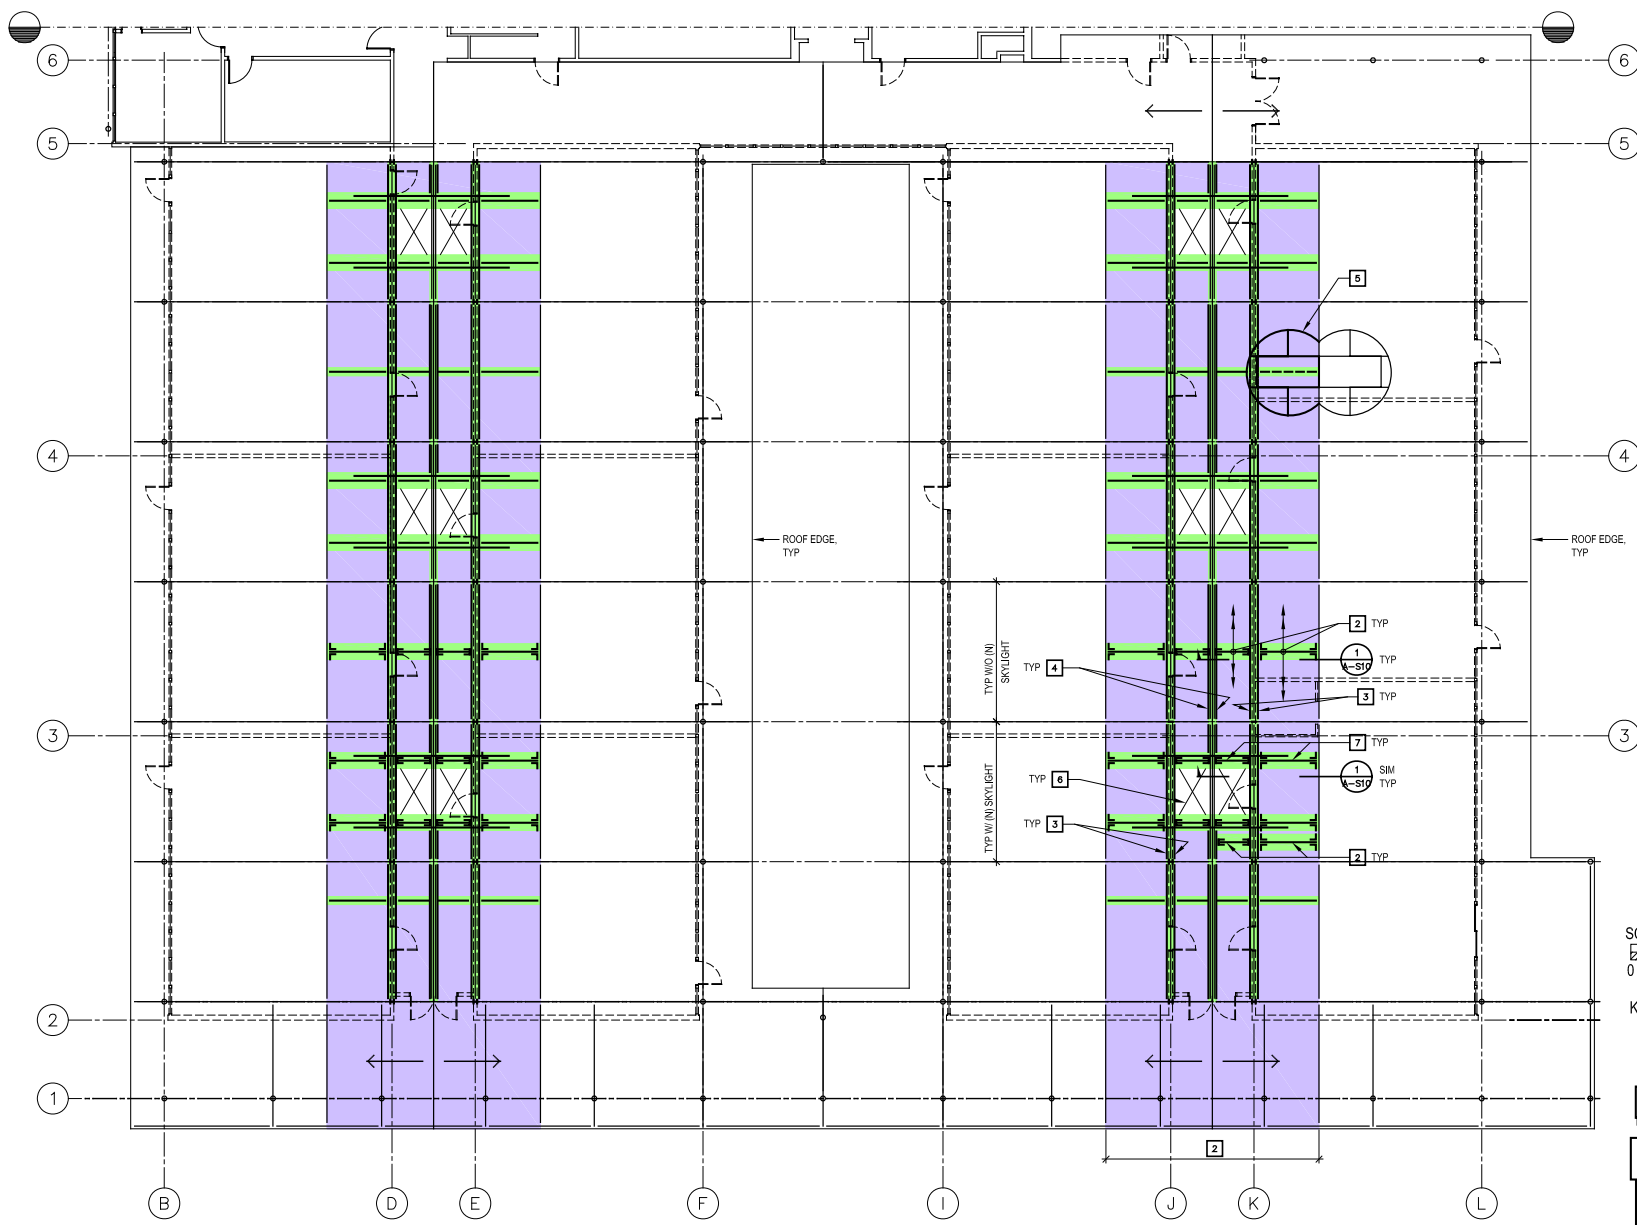 6
6
5
5
5
4
4
ROOF EDGE,
TYP
ROOF EDGE,
TYP
TYP W/O (N)
SKYLIGHT
2 TYP
1
A-S10
TYP
TYP 4
3 TYP
3
3
7 TYP
TYP 6
1
A-S10
SIM
TYP
TYP W/ (N) SKYLIGHT
TYP 3
2 TYP
0
K
2
1
2
B
D
E
F
I
J
K
L